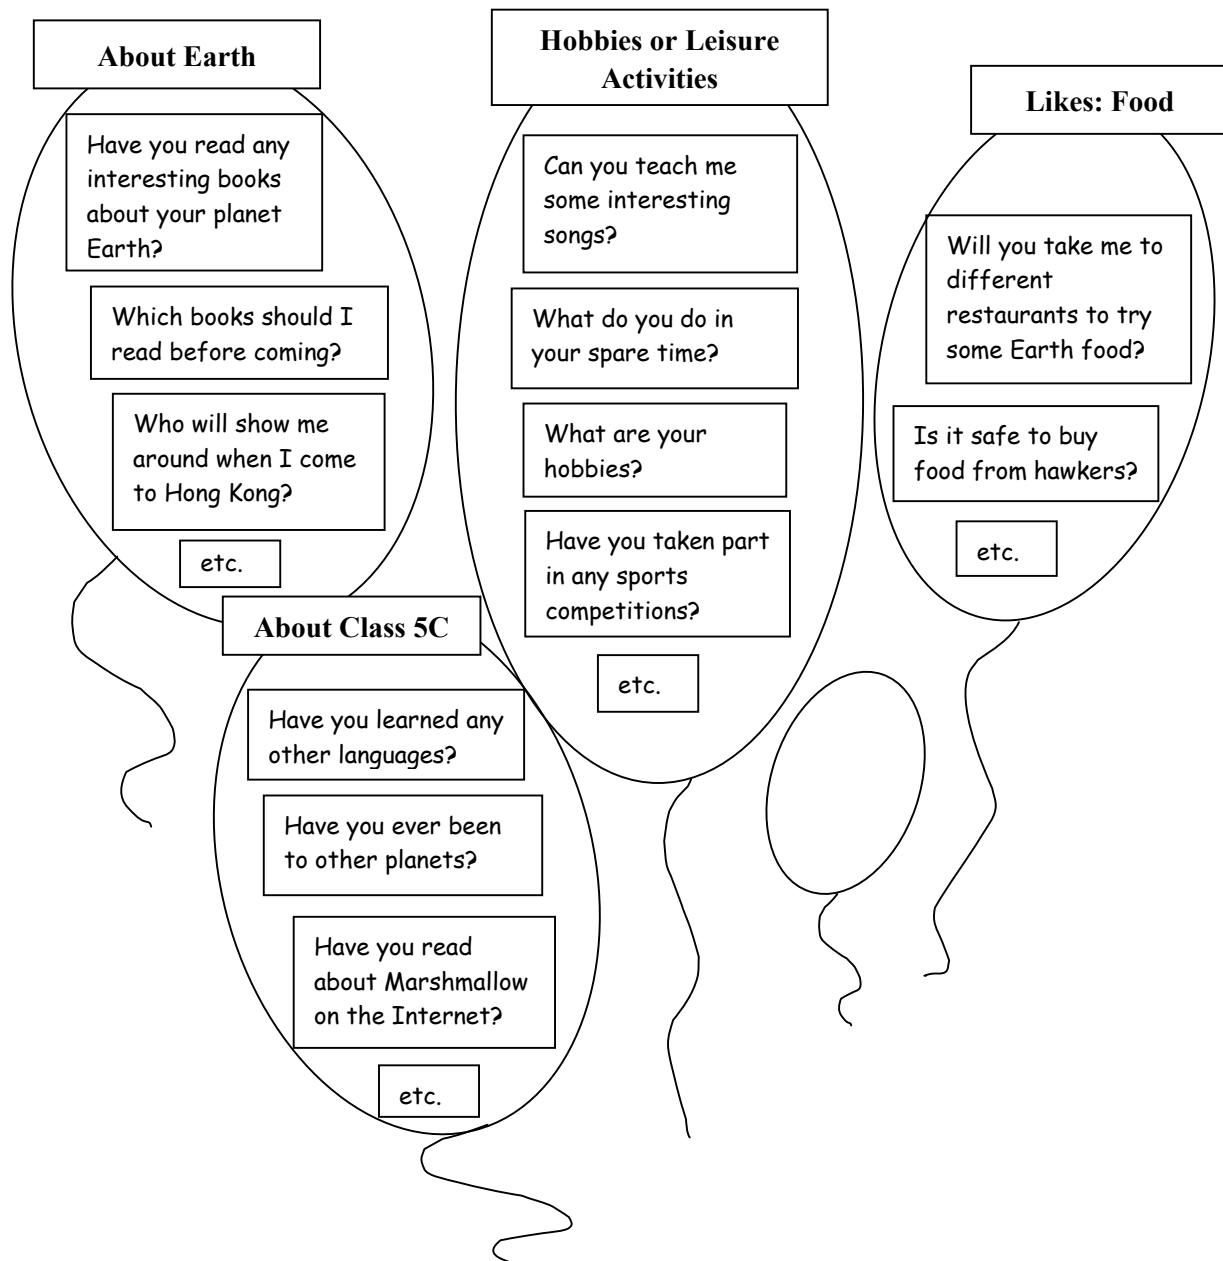 About Earth
Have you read any
interesting books
about your planet
Earth?
Which books should I
read before coming?
Who will show me
around when I come
to Hong Kong?
etc.
Hobbies or Leisure
Activities
Can you teach me
some interesting
songs?
What do you do in
your spare time?
What are your
hobbies?
Have you taken part
in any sports
competitions?
etc.
Likes: Food
Will you take me to
different
restaurants to try
some Earth food?
Is it safe to buy
food from hawkers?
etc.
About Class 5C
Have you learned any
other languages?
Have you ever been
to other planets?
Have you read
about Marshmallow
on the Internet?
etc.